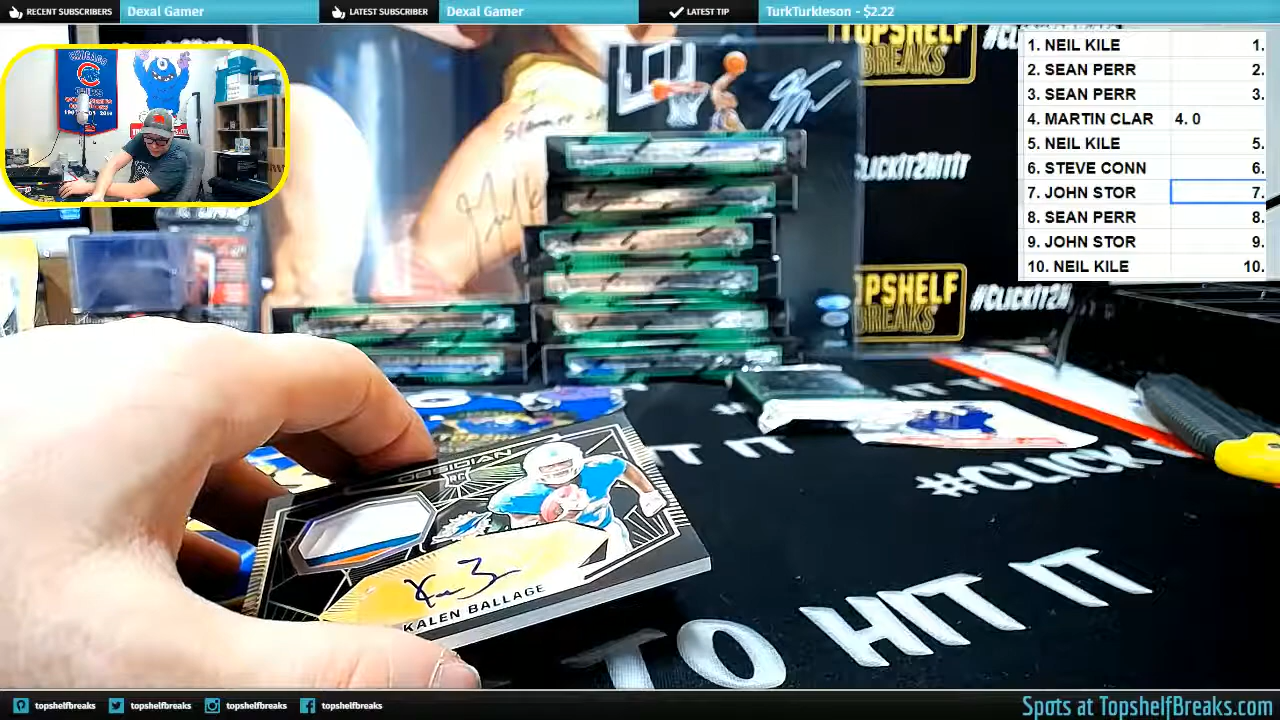 RECENT SUBSCRIBERS Dexal Gamer LATEST SUBSCRIBER Dexal Gamer LATEST TIP TurkTurkleson - $2.22
1. NEIL KILE 1.
2. SEAN PERR 2.
3. SEAN PERR 3.
4. MARTIN CLAR 4. 0
5. NEIL KILE 5.
6. STEVE CONN 6.
7. JOHN STOR 7.
8. SEAN PERR 8.
9. JOHN STOR 9.
10. NEIL KILE 10.
CHICAGO
CUBS
TOPSHELF
BREAKS
#CLICKIT2HITIT
TOPSHELF
BREAKS
#CLICKIT2H
OBSIDIAN
RC
KALEN BALLAGE
IT IT
#CLICK
TO HIT IT
topshelfbreaks topshelfbreaks topshelfbreaks topshelfbreaks
Spots at TopshelfBreaks.com